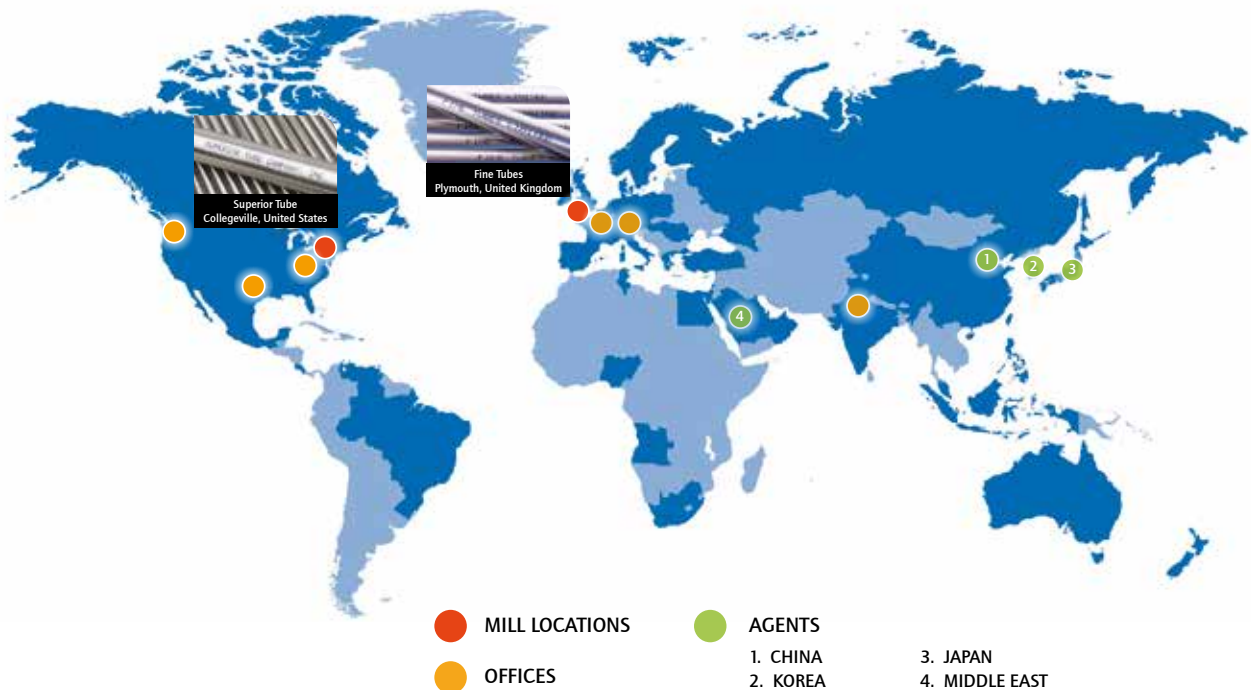 Superior Tube
Collegeville, United States
Fine Tubes
Plymouth, United Kingdom
1
2
3
4
MILL LOCATIONS
OFFICES
AGENTS
1. CHINA
2. KOREA
3. JAPAN
4. MIDDLE EAST